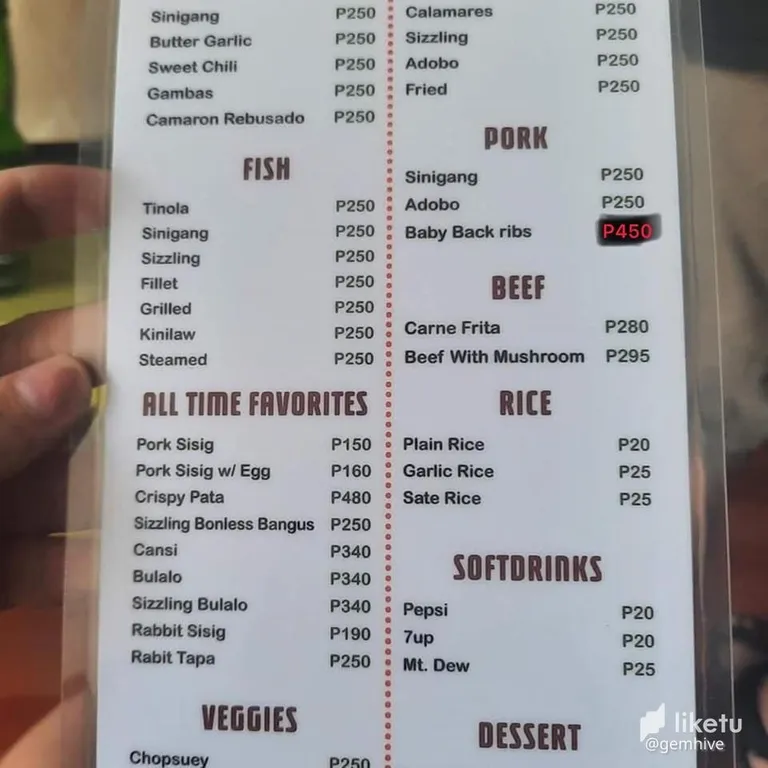 Sinigang P250
Butter Garlic P250
Sweet Chili P250
Gambas P250
Camaron Rebusado P250
FISH
Tinola P250
Sinigang P250
Sizzling P250
Fillet P250
Grilled P250
Kinilaw P250
Steamed P250
ALL TIME FAVORITES
Pork Sisig P150
Pork Sisig w/ Egg P160
Crispy Pata P480
Sizzling Bonless Bangus P250
Cansi P340
Bulalo P340
Sizzling Bulalo P340
Rabbit Sisig P190
Rabit Tapa P250
VEGGIES
Chopsuey P250
Calamares P250
Sizzling P250
Adobo P250
Fried P250
PORK
Sinigang P250
Adobo P250
Baby Back ribs P450
BEEF
Carne Frita P280
Beef With Mushroom P295
RICE
Plain Rice P20
Garlic Rice P25
Sate Rice P25
SOFTDRINKS
Pepsi P20
7up P20
Mt. Dew P25
DESSERT
liketu
@gemhive